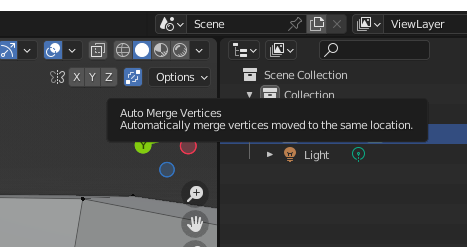 Scene
ViewLayer
Scene Collection
X Y Z
Options
Collection
Auto Merge Vertices
Automatically merge vertices moved to the same location.
Y
Light